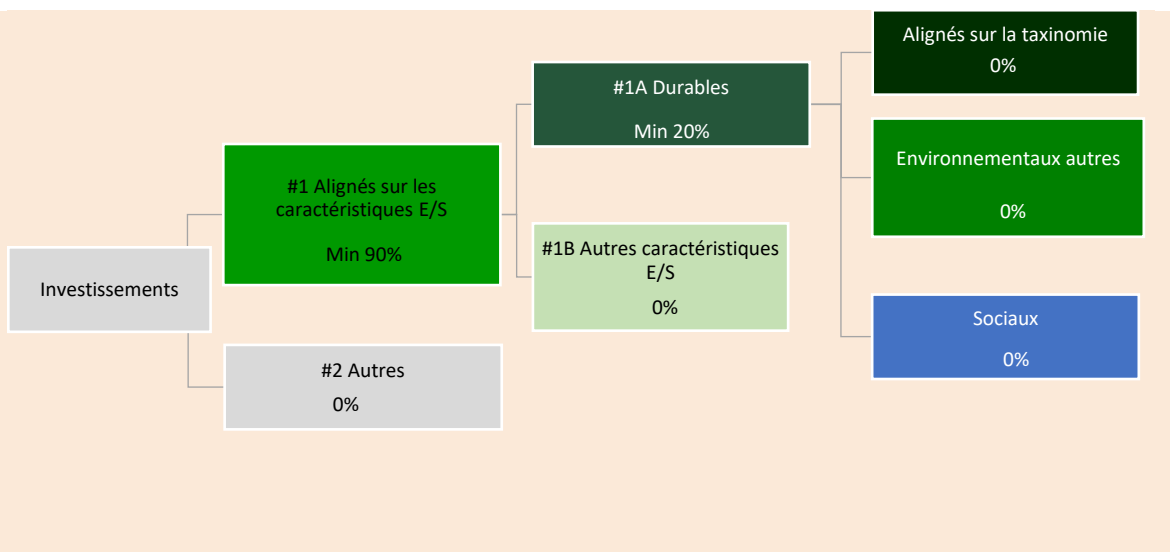 Investissements
#1 Alignés sur les
caractéristiques E/S
Min 90%
#2 Autres
0%
#1A Durables
Min 20%
#1B Autres caractéristiques
E/S
0%
Alignés sur la taxinomie
0%
Environnementaux autres
0%
Sociaux
0%